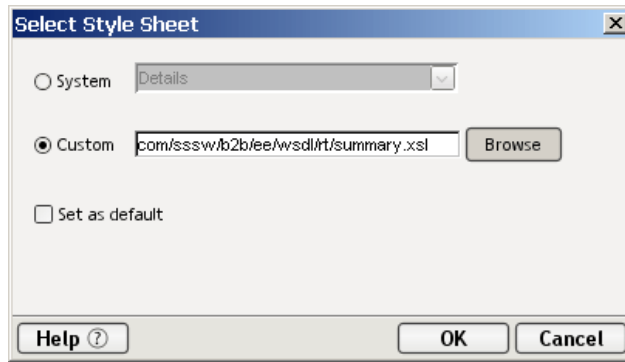 Select Style Sheet
System Details
Custom com/sssw/b2b/ee/wsdl/rt/summary.xsl Browse
Set as default
Help ? OK Cancel